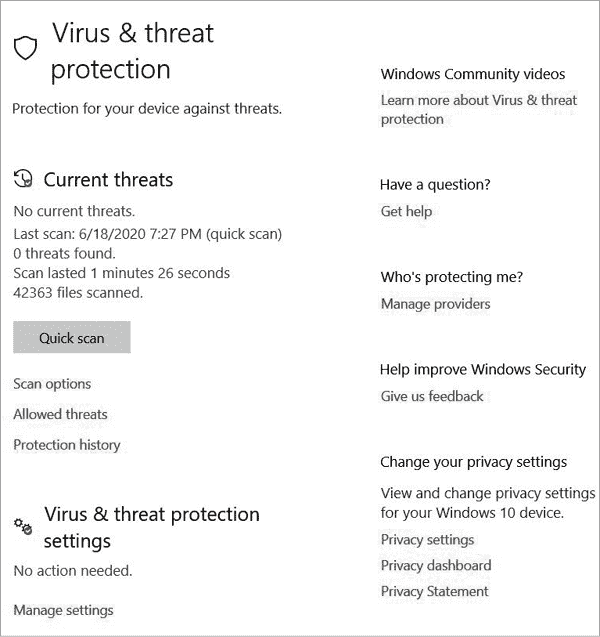 Virus & threat
protection
Protection for your device against threats.
Current threats
No current threats.
Last scan: 6/18/2020 7:27 PM (quick scan)
0 threats found.
Scan lasted 1 minutes 26 seconds
42363 files scanned.
Quick scan
Scan options
Allowed threats
Protection history
Virus & threat protection
settings
No action needed.
Manage settings
Windows Community videos
Learn more about Virus & threat
protection
Have a question?
Get help
Who's protecting me?
Manage providers
Help improve Windows Security
Give us feedback
Change your privacy settings
View and change privacy settings
for your Windows 10 device.
Privacy settings
Privacy dashboard
Privacy Statement